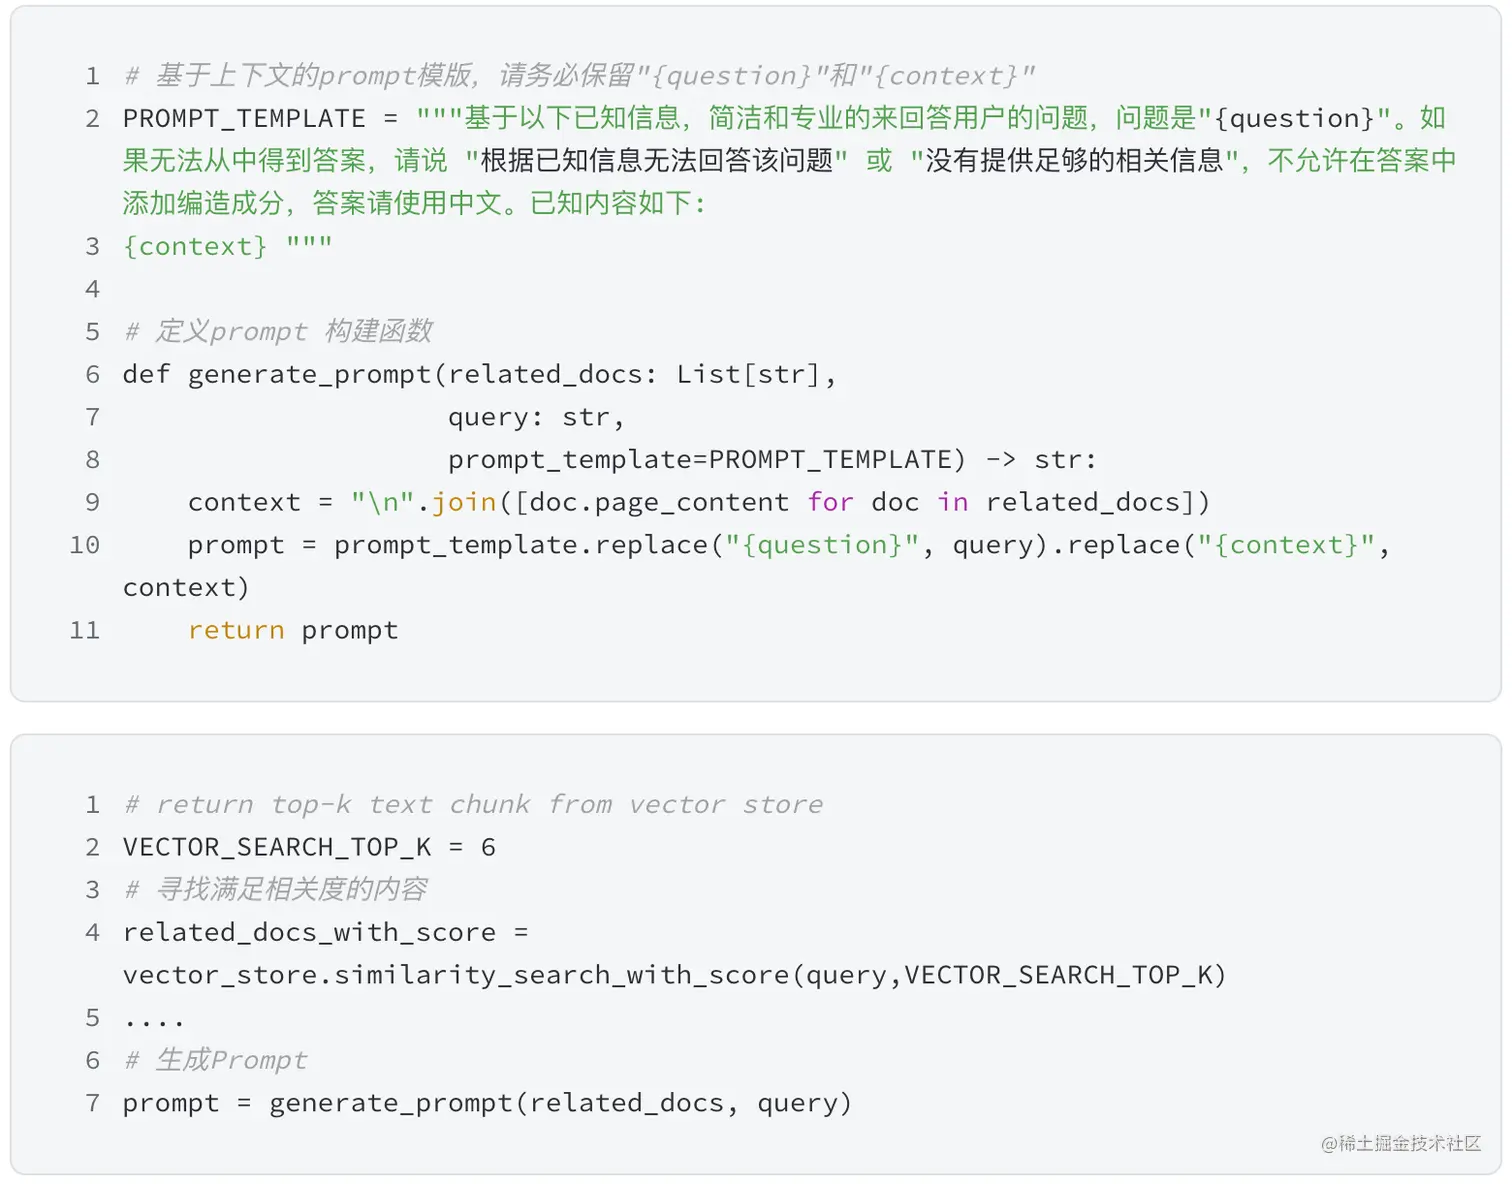 1 # 基于上下文的prompt模版，请务必保留"{question}"和"{context}"
2 PROMPT_TEMPLATE = """基于以下已知信息，简洁和专业的来回答用户的问题，问题是"{question}"。如
果无法从中得到答案，请说 "根据已知信息无法回答该问题" 或 "没有提供足够的相关信息"，不允许在答案中
添加编造成分，答案请使用中文。已知内容如下：
3 {context} """
4
5 # 定义prompt 构建函数
6 def generate_prompt(related_docs: List[str],
7                     query: str,
8                     prompt_template=PROMPT_TEMPLATE) -> str:
9     context = "\n".join([doc.page_content for doc in related_docs])
10     prompt = prompt_template.replace("{question}", query).replace("{context}",
context)
11     return prompt
1 # return top-k text chunk from vector store
2 VECTOR_SEARCH_TOP_K = 6
3 # 寻找满足相关度的内容
4 related_docs_with_score =
vector_store.similarity_search_with_score(query,VECTOR_SEARCH_TOP_K)
5 ....
6 # 生成Prompt
7 prompt = generate_prompt(related_docs, query)
@稀土掘金技术社区